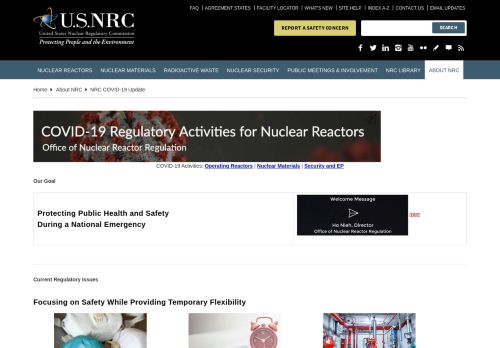 FAQ | AGREEMENT STATES | FACILITY LOCATOR | WHAT'S NEW | SITE HELP | INDEX A-Z | CONTACT US | EMAIL UPDATES
U.S.NRC
United States Nuclear Regulatory Commission
Protecting People and the Environment
REPORT A SAFETY CONCERN
SEARCH
NUCLEAR REACTORS NUCLEAR MATERIALS RADIOACTIVE WASTE NUCLEAR SECURITY PUBLIC MEETINGS & INVOLVEMENT NRC LIBRARY ABOUT NRC
Home ▸ About NRC ▸ NRC COVID-19 Update
COVID-19 Regulatory Activities for Nuclear Reactors
Office of Nuclear Reactor Regulation
COVID-19 Activities: Operating Reactors | Nuclear Materials | Security and EP
Our Goal
Protecting Public Health and Safety
During a National Emergency
Welcome Message
Ho Nieh, Director
Office of Nuclear Reactor Regulation
Current Regulatory Issues
Focusing on Safety While Providing Temporary Flexibility